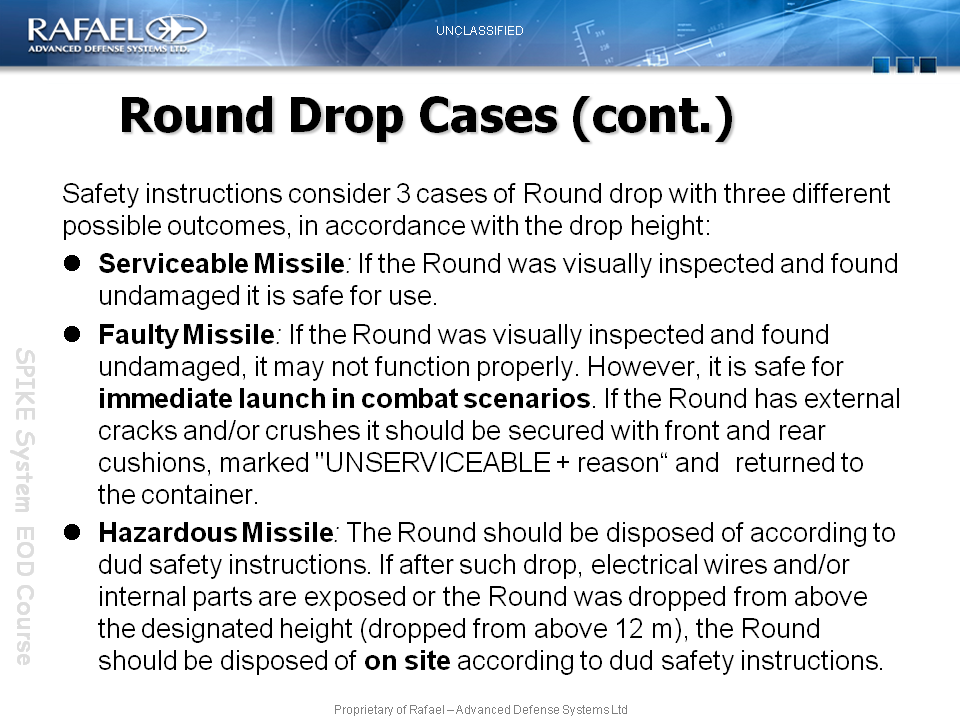 RAFAEL
ADVANCED DEFENSE SYSTEMS LTD.
UNCLASSIFIED
Round Drop Cases (cont.)
Safety instructions consider 3 cases of Round drop with three different
possible outcomes, in accordance with the drop height:
● Serviceable Missile: If the Round was visually inspected and found
undamaged it is safe for use.
● Faulty Missile: If the Round was visually inspected and found
undamaged, it may not function properly. However, it is safe for
immediate launch in combat scenarios. If the Round has external
cracks and/or crushes it should be secured with front and rear
cushions, marked "UNSERVICEABLE + reason“ and  returned to
the container.
● Hazardous Missile: The Round should be disposed of according to
dud safety instructions. If after such drop, electrical wires and/or
internal parts are exposed or the Round was dropped from above
the designated height (dropped from above 12 m), the Round
should be disposed of on site according to dud safety instructions.
SPIKE System EOD Course
Proprietary of Rafael – Advanced Defense Systems Ltd